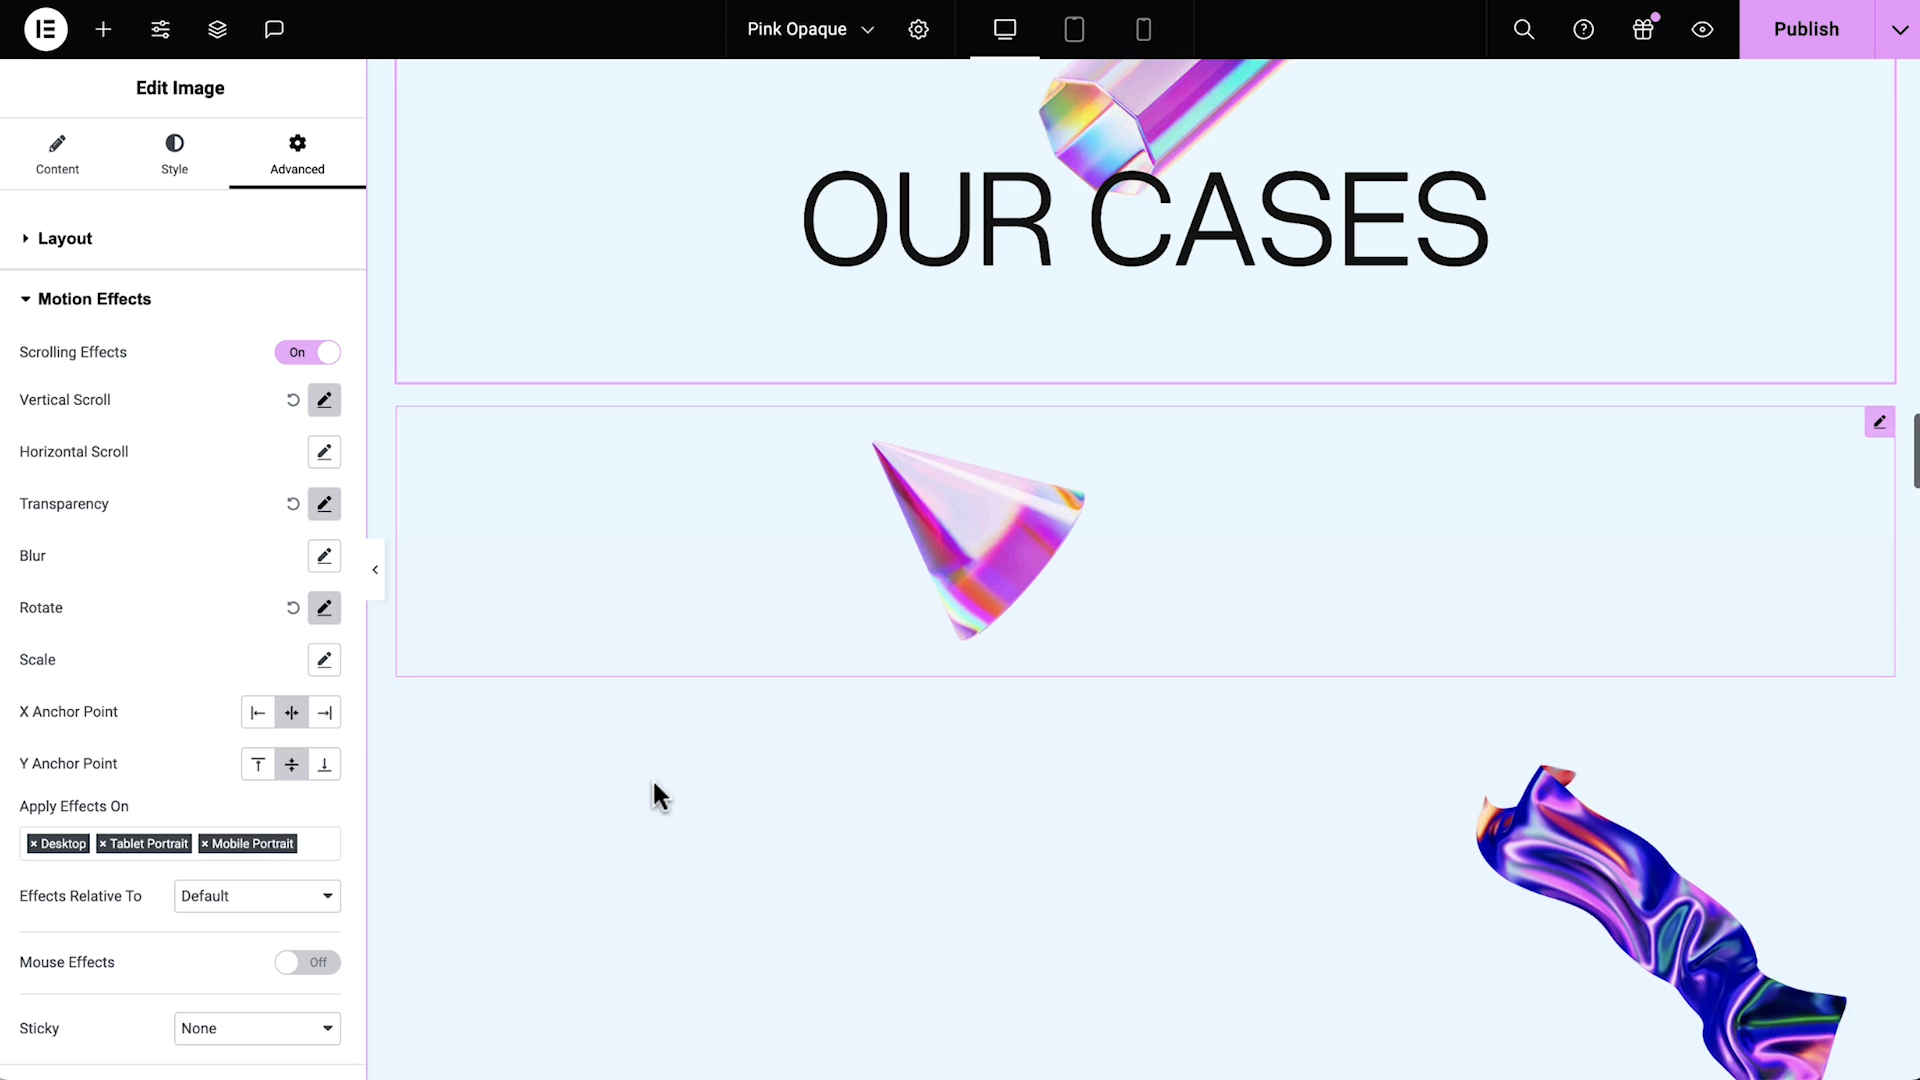 Pink Opaque
Publish
Edit Image
Content
Style
Advanced
Layout
Motion Effects
Scrolling Effects
On
Vertical Scroll
Horizontal Scroll
Transparency
Blur
Rotate
Scale
X Anchor Point
Y Anchor Point
Apply Effects On
× Desktop × Tablet Portrait × Mobile Portrait
Effects Relative To
Default
Mouse Effects
Off
Sticky
None
OUR CASES